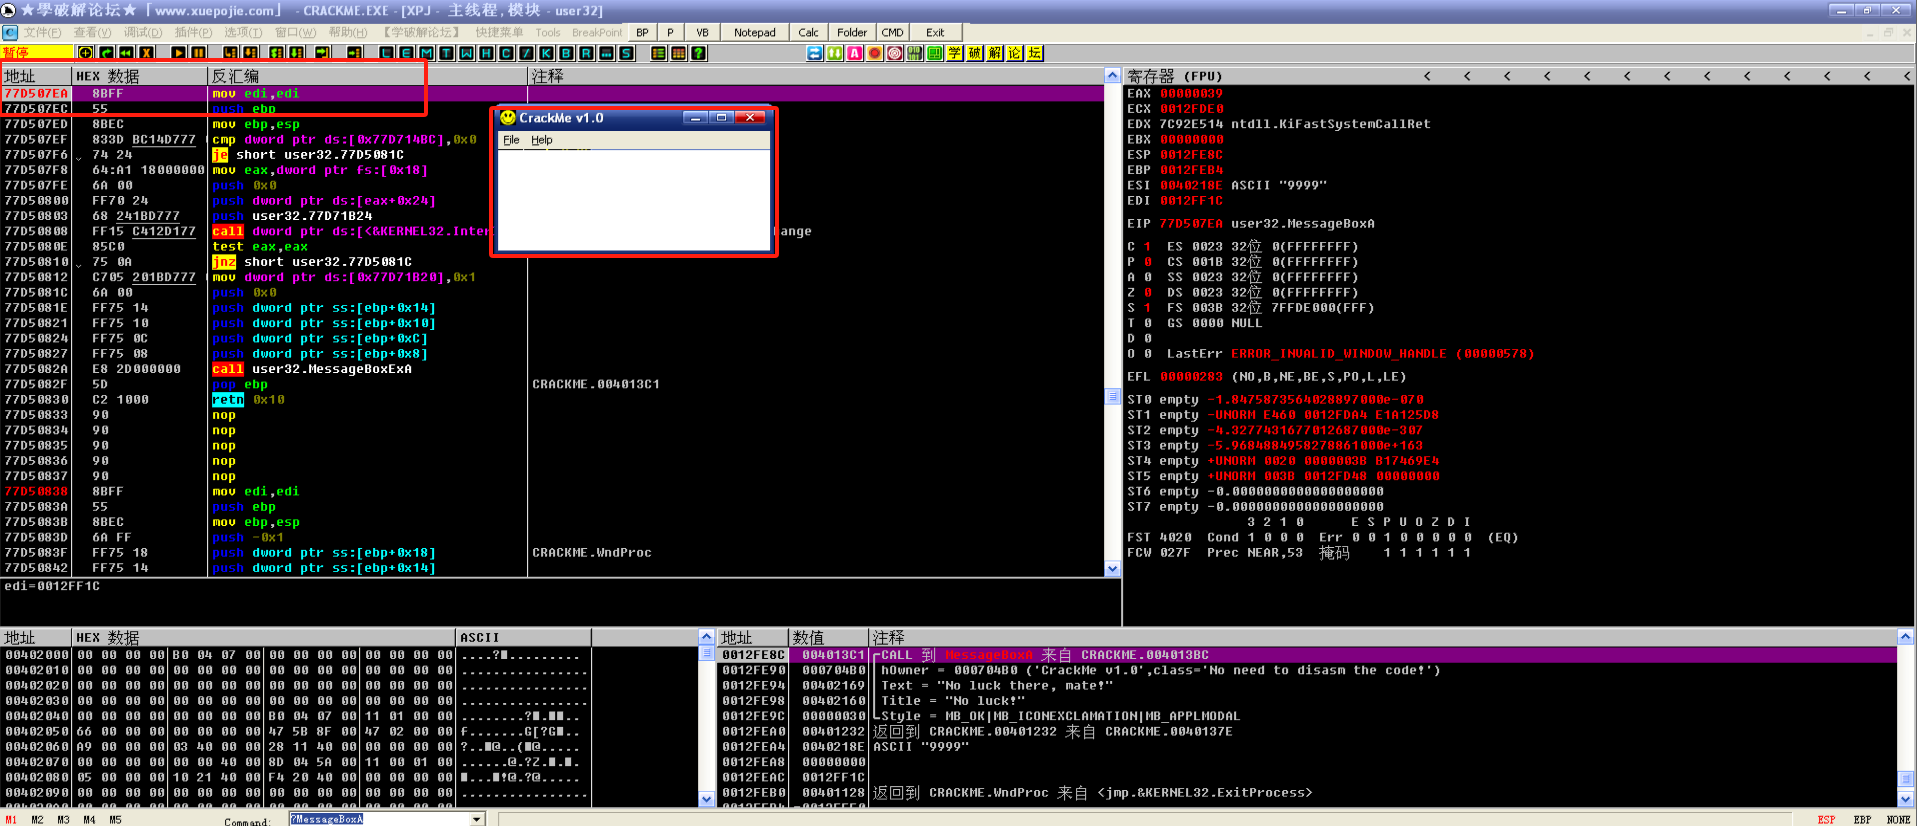 ★學破解论坛★「www.xuepojie.com」 - CRACKME.EXE - [XPJ - 主线程, 模块 - user32]
文件(F) 查看(V) 调试(D) 插件(P) 选项(T) 窗口(W) 帮助(H) 【学破解论坛】 快捷菜单 Tools BreakPoint BP P VB Notepad Calc Folder CMD Exit
暂停 L E M T W H C / K B R ... S ? 学 破 解 论 坛
地址 HEX 数据 反汇编 注释
77D507EA 8BFF mov edi,edi
77D507EC 55 push ebp
77D507ED 8BEC mov ebp,esp
77D507EF 833D BC14D777 cmp dword ptr ds:[0x77D714BC],0x0
77D507F6 74 24 je short user32.77D5081C
77D507F8 64:A1 18000000 mov eax,dword ptr fs:[0x18]
77D507FE 6A 00 push 0x0
77D50800 FF70 24 push dword ptr ds:[eax+0x24]
77D50803 68 241BD777 push user32.77D71B24
77D50808 FF15 C412D177 call dword ptr ds:[<&KERNEL32.Inter ange
77D5080E 85C0 test eax,eax
77D50810 75 0A jnz short user32.77D5081C
77D50812 C705 201BD777 mov dword ptr ds:[0x77D71B20],0x1
77D5081C 6A 00 push 0x0
77D5081E FF75 14 push dword ptr ss:[ebp+0x14]
77D50821 FF75 10 push dword ptr ss:[ebp+0x10]
77D50824 FF75 0C push dword ptr ss:[ebp+0xC]
77D50827 FF75 08 push dword ptr ss:[ebp+0x8]
77D5082A E8 2D000000 call user32.MessageBoxExA
77D5082F 5D pop ebp CRACKME.004013C1
77D50830 C2 1000 retn 0x10
77D50833 90 nop
77D50834 90 nop
77D50835 90 nop
77D50836 90 nop
77D50837 90 nop
77D50838 8BFF mov edi,edi
77D5083A 55 push ebp
77D5083B 8BEC mov ebp,esp
77D5083D 6A FF push -0x1
77D5083F FF75 18 push dword ptr ss:[ebp+0x18] CRACKME.WndProc
77D50842 FF75 14 push dword ptr ss:[ebp+0x14]
edi=0012FF1C
CrackMe v1.0
File Help
寄存器 (FPU) < < < < < < < < < < < < <
EAX 00000039
ECX 0012FDE0
EDX 7C92E514 ntdll.KiFastSystemCallRet
EBX 00000000
ESP 0012FE8C
EBP 0012FEB4
ESI 0040218E ASCII "9999"
EDI 0012FF1C
EIP 77D507EA user32.MessageBoxA
C 1 ES 0023 32位 0(FFFFFFFF)
P 0 CS 001B 32位 0(FFFFFFFF)
A 0 SS 0023 32位 0(FFFFFFFF)
Z 0 DS 0023 32位 0(FFFFFFFF)
S 1 FS 003B 32位 7FFDE000(FFF)
T 0 GS 0000 NULL
D 0
O 0 LastErr ERROR_INVALID_WINDOW_HANDLE (00000578)
EFL 00000283 (NO,B,NE,BE,S,PO,L,LE)
ST0 empty -1.8475873564028897000e-070
ST1 empty -UNORM E460 0012FDA4 E1A125D8
ST2 empty -4.3277431677012687000e-307
ST3 empty -5.9684884958278861000e+163
ST4 empty +UNORM 0020 0000003B B17469E4
ST5 empty +UNORM 003B 0012FD48 00000000
ST6 empty -0.0000000000000000000
ST7 empty -0.0000000000000000000
3 2 1 0 E S P U O Z D I
FST 4020 Cond 1 0 0 0 Err 0 0 1 0 0 0 0 0 (EQ)
FCW 027F Prec NEAR,53 掩码 1 1 1 1 1 1
地址 HEX 数据 ASCII
00402000 00 00 00 00 B0 04 07 00 00 00 00 00 00 00 00 00
00402010 00 00 00 00 00 00 00 00 00 00 00 00 00 00 00 00 ................
00402020 00 00 00 00 00 00 00 00 00 00 00 00 00 00 00 00 ................
00402030 00 00 00 00 00 00 00 00 00 00 00 00 00 00 00 00 ................
00402040 00 00 00 00 00 00 00 00 B0 04 07 00 11 01 00 00
00402050 66 00 00 00 00 00 00 00 47 5B 8F 00 47 02 00 00
00402060 A9 00 00 00 03 40 00 00 28 11 40 00 00 00 00 00
00402070 00 00 00 00 00 00 40 00 8D 04 5A 00 11 00 01 00
00402080 05 00 00 00 10 21 40 00 F4 20 40 00 00 00 00 00
00402090 00 00 00 00 00 00 00 00 00 00 00 00 00 00 00 00 ................
地址 数值 注释
0012FE8C 004013C1 CALL 到 MessageBoxA 来自 CRACKME.004013BC
0012FE90 000704B0 hOwner = 000704B0 ('CrackMe v1.0',class='No need to disasm the code!')
0012FE94 00402169 Text = "No luck there, mate!"
0012FE98 00402160 Title = "No luck!"
0012FE9C 00000030 Style = MB_OK|MB_ICONEXCLAMATION|MB_APPLMODAL
0012FEA0 00401232 返回到 CRACKME.00401232 来自 CRACKME.0040137E
0012FEA4 0040218E ASCII "9999"
0012FEA8 00000000
0012FEAC 0012FF1C
0012FEB0 00401128 返回到 CRACKME.WndProc 来自 <jmp.&KERNEL32.ExitProcess>
M1 M2 M3 M4 M5 Command: ?MessageBoxA ESP EBP NONE